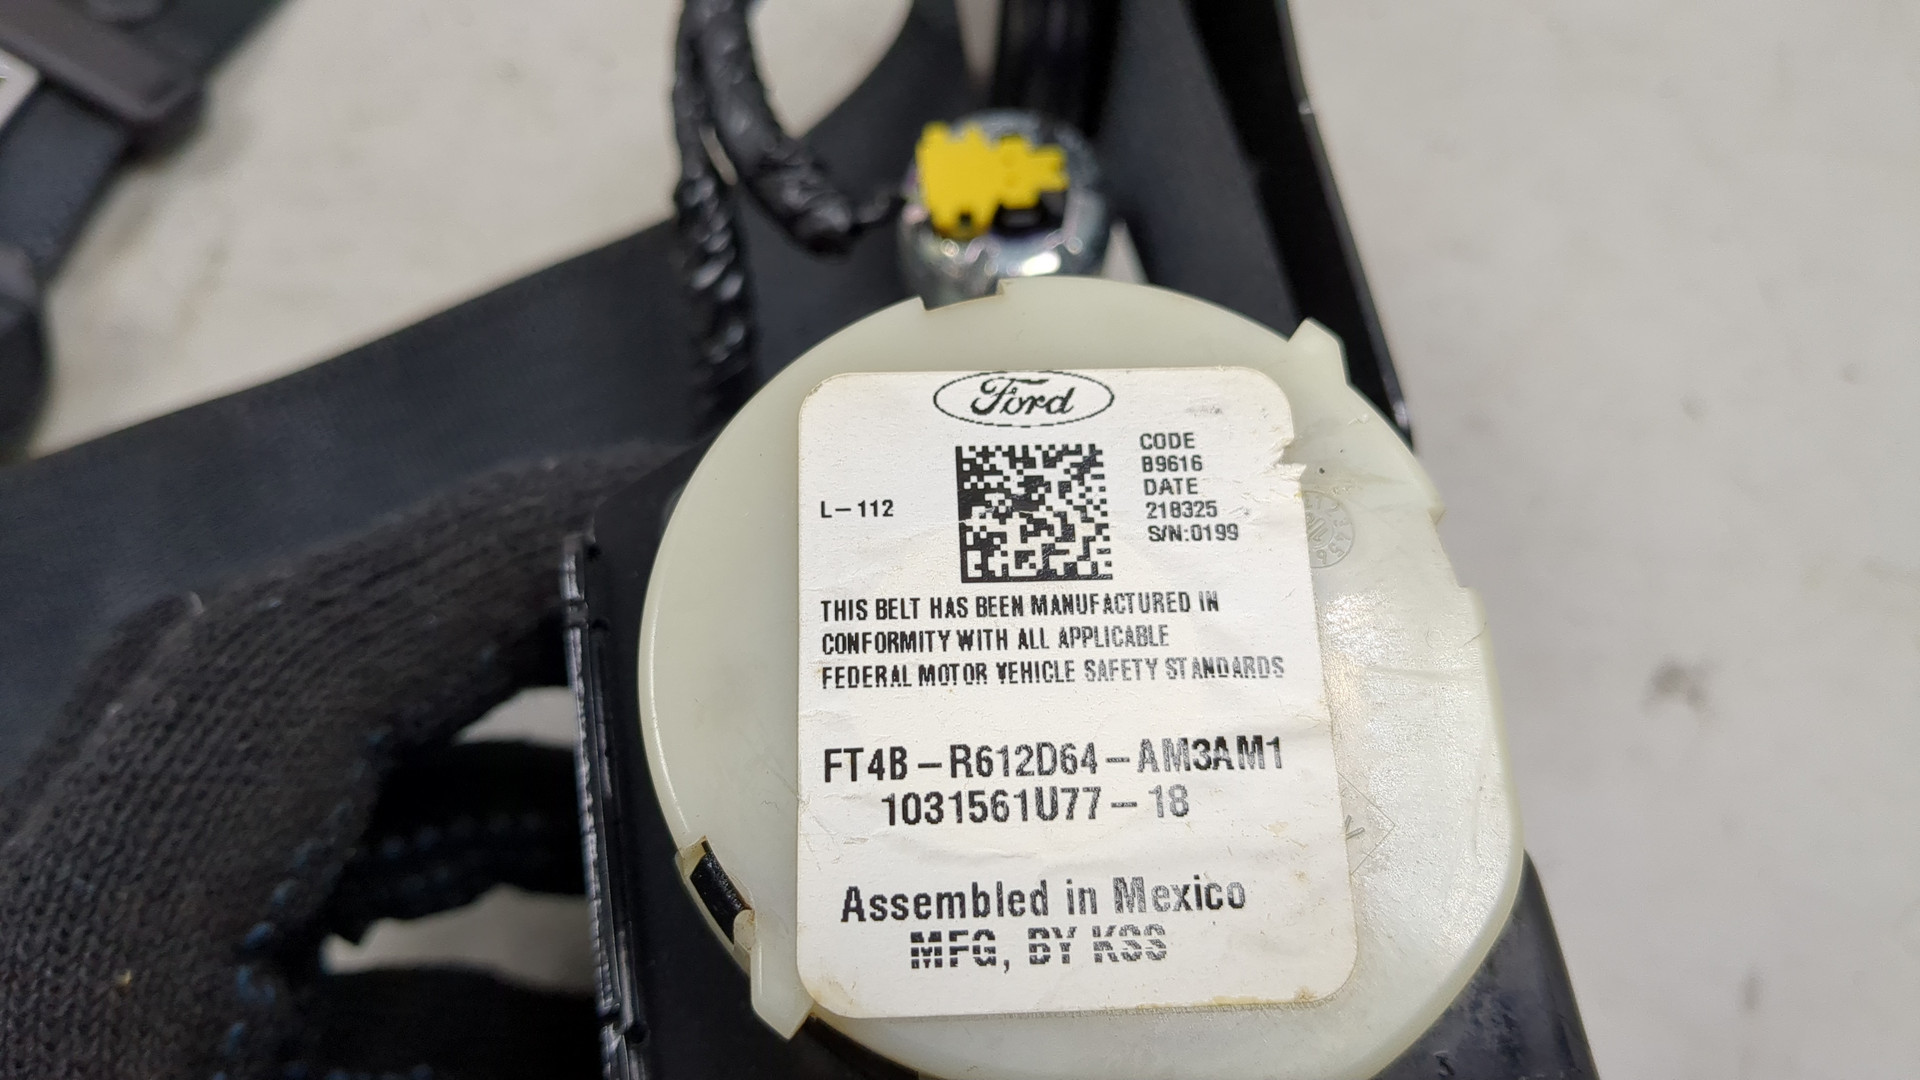 Ford
CODE
B9616
DATE
218325
S/N:0199
L-112
THIS BELT HAS BEEN MANUFACTURED IN
CONFORMITY WITH ALL APPLICABLE
FEDERAL MOTOR VEHICLE SAFETY STANDARDS
FT4B-R612D64-AM3AM1
1031561U77-18
Assembled in Mexico
MFG, BY KSS